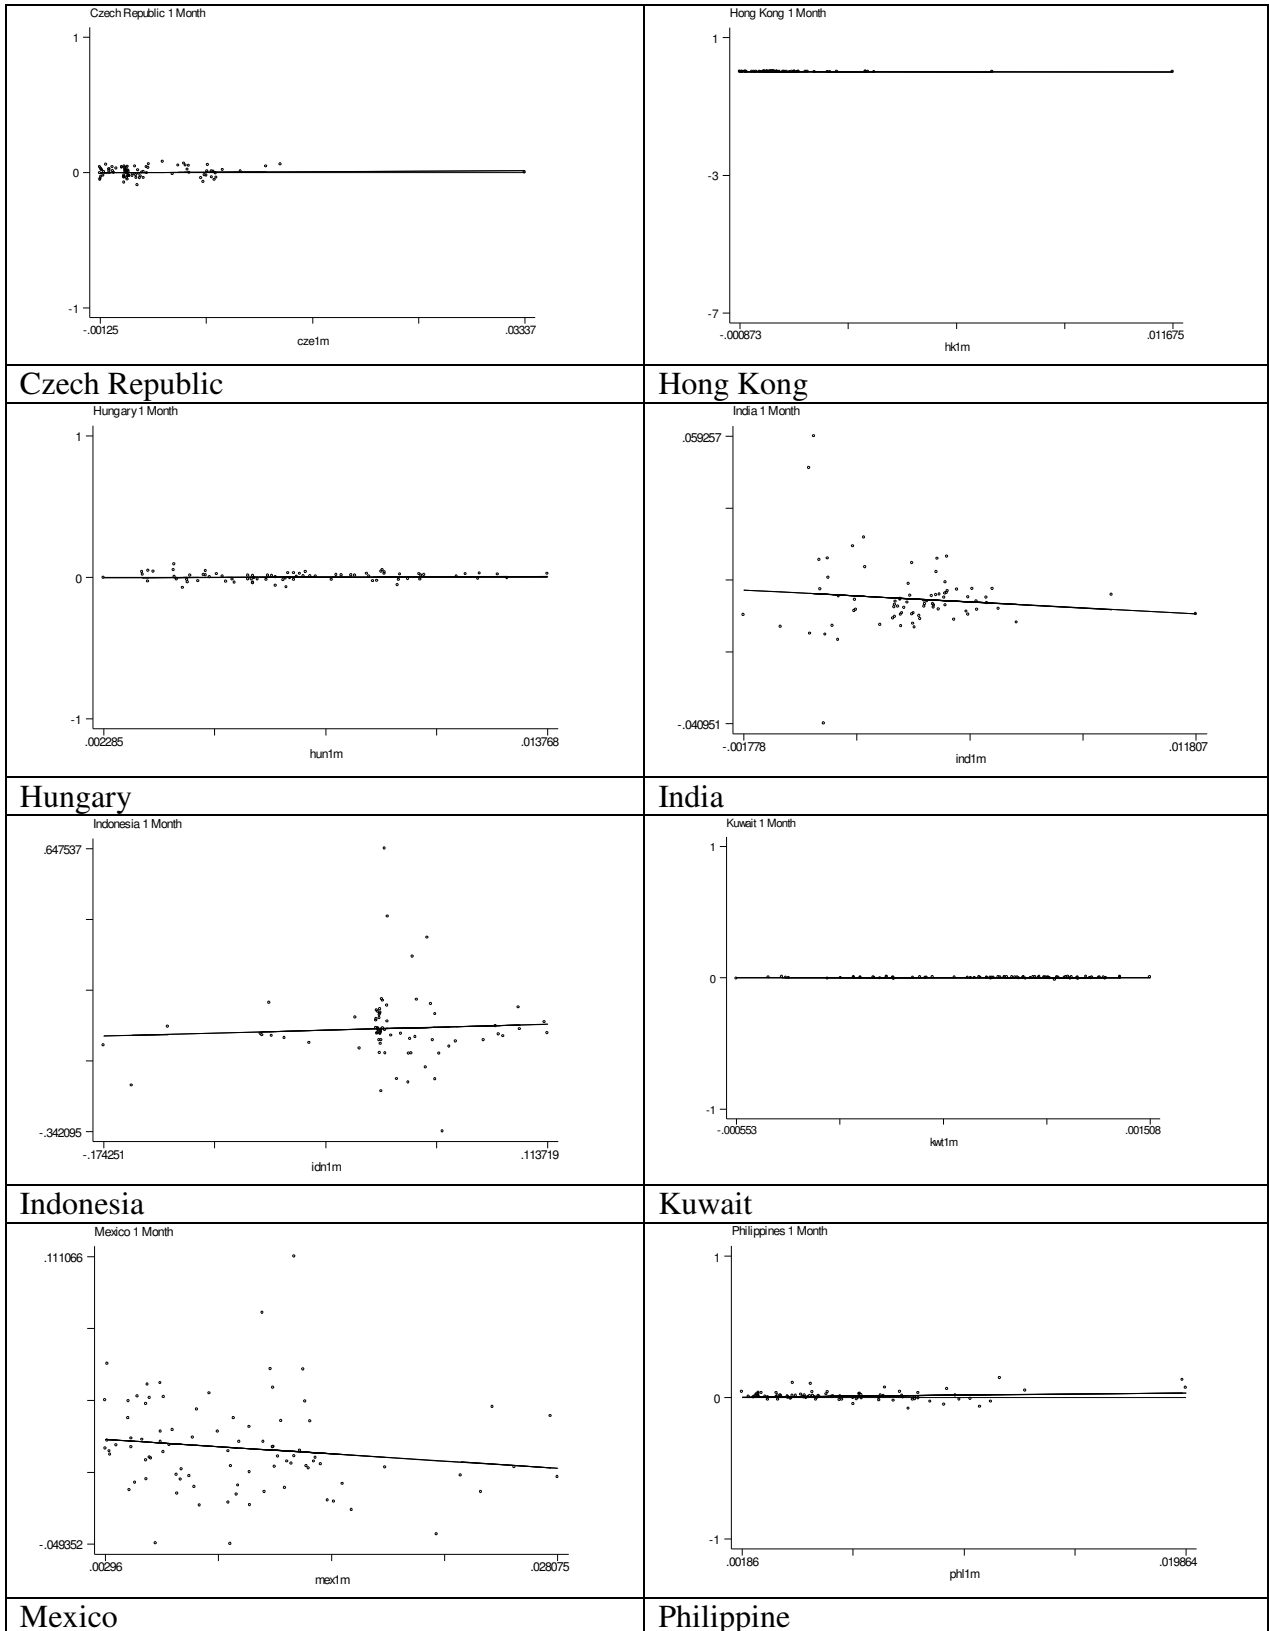 Czech Republic 1 Month
1
0
-1
-.00125
.03337
cze1m
Czech Republic
Hong Kong 1 Month
1
-3
-7
-.000873
.011675
hk1m
Hong Kong
Hungary 1 Month
1
0
-1
.002285
.013768
hun1m
Hungary
India 1 Month
.059257
-.040951
-.001778
.011807
ind1m
India
Indonesia 1 Month
.647537
-.342095
-.174251
.113719
idn1m
Indonesia
Kuwait 1 Month
1
0
-1
-.000553
.001508
kwt1m
Kuwait
Mexico 1 Month
.111066
-.049352
.00296
.028075
mex1m
Mexico
Philippines 1 Month
1
0
-1
.00186
.019864
phl1m
Philippine